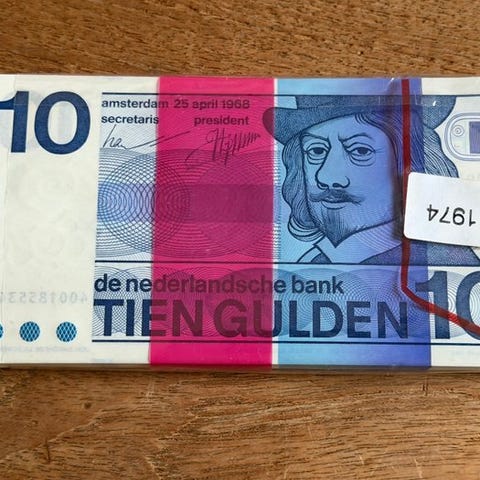 10
amsterdam 25 april 1968
secretaris president
1974
de nederlandsche bank
TIEN GULDEN
10